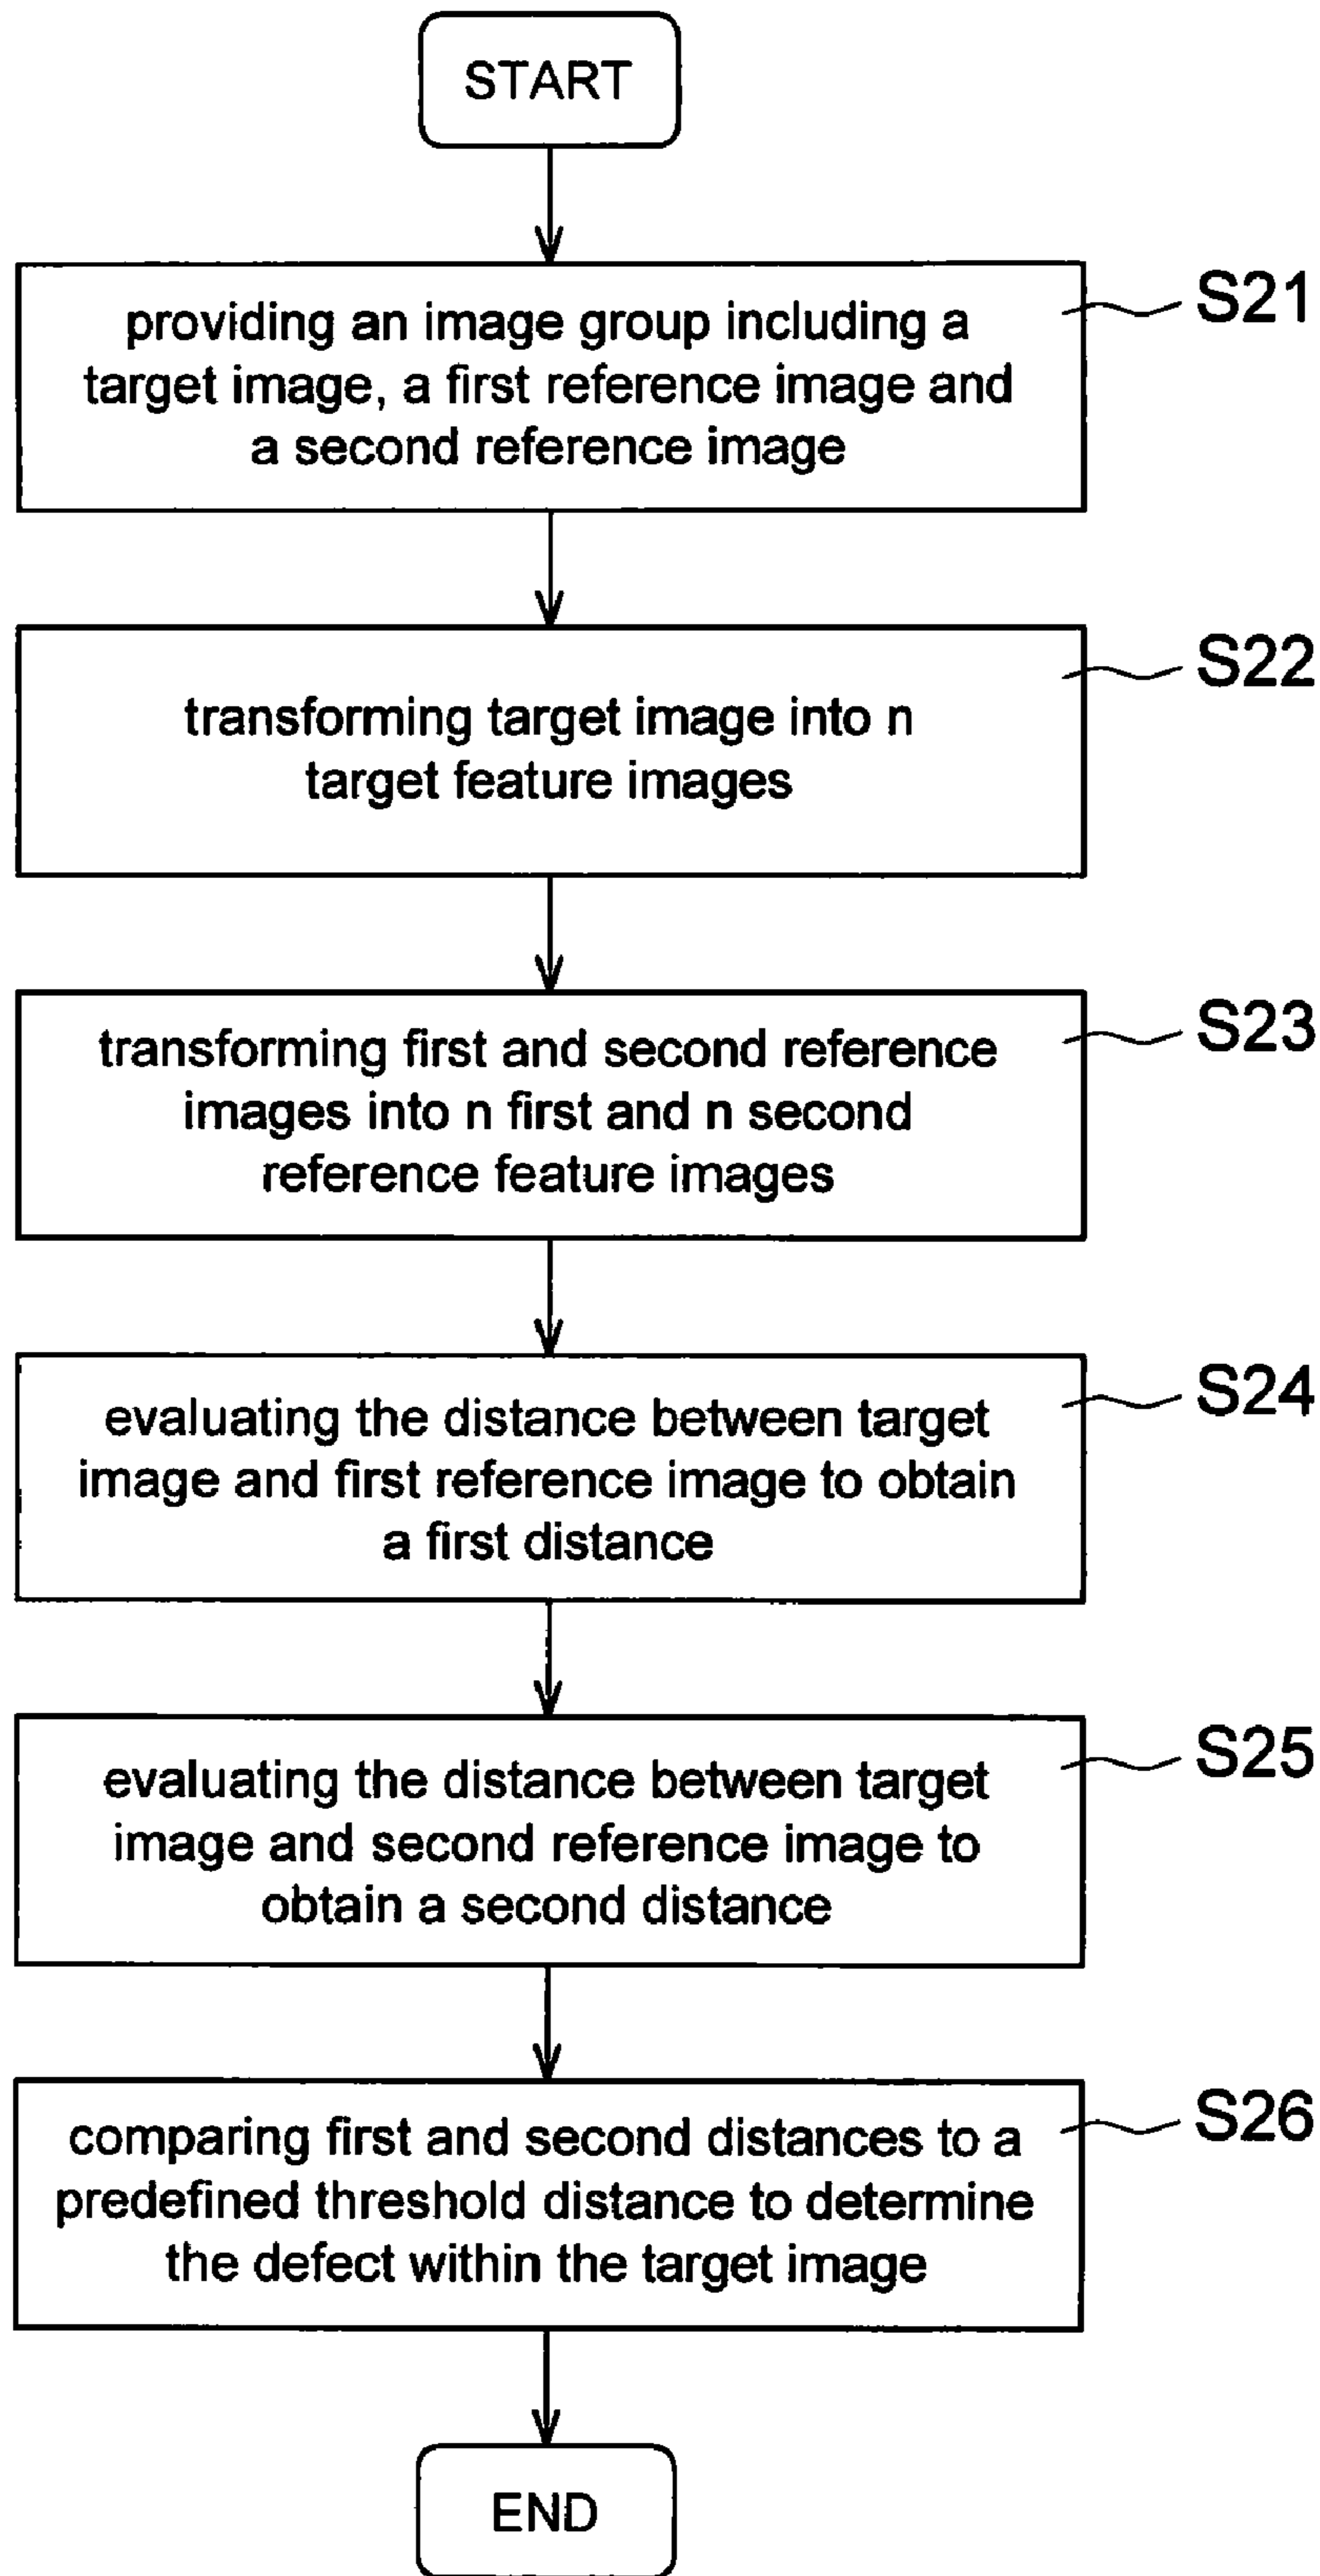 START
providing an image group including a
target image, a first reference image and
a second reference image
S21
transforming target image into n
target feature images
S22
transforming first and second reference
images into n first and n second
reference feature images
S23
evaluating the distance between target
image and first reference image to obtain
a first distance
S24
evaluating the distance between target
image and second reference image to
obtain a second distance
S25
comparing first and second distances to a
predefined threshold distance to determine
the defect within the target image
S26
END